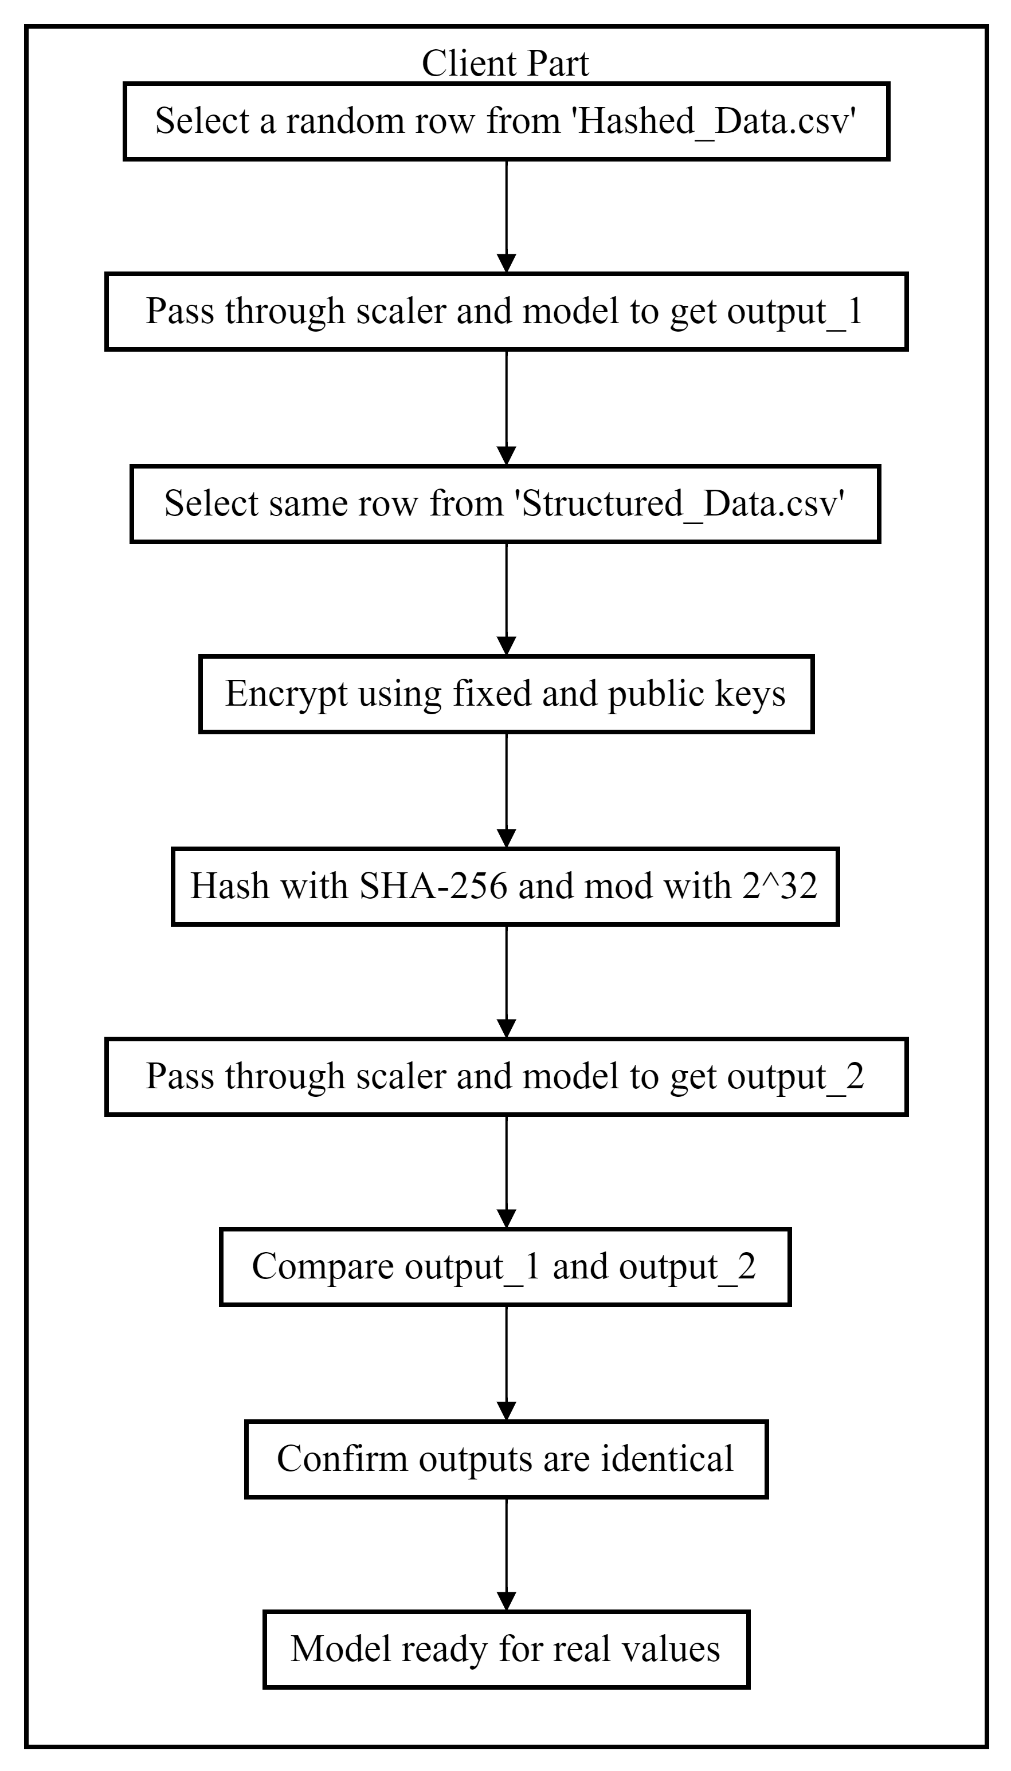 Client Part
Select a random row from 'Hashed_Data.csv'
Pass through scaler and model to get output_1
Select same row from 'Structured_Data.csv'
Encrypt using fixed and public keys
Hash with SHA-256 and mod with 2^32
Pass through scaler and model to get output_2
Compare output_1 and output_2
Confirm outputs are identical
Model ready for real values